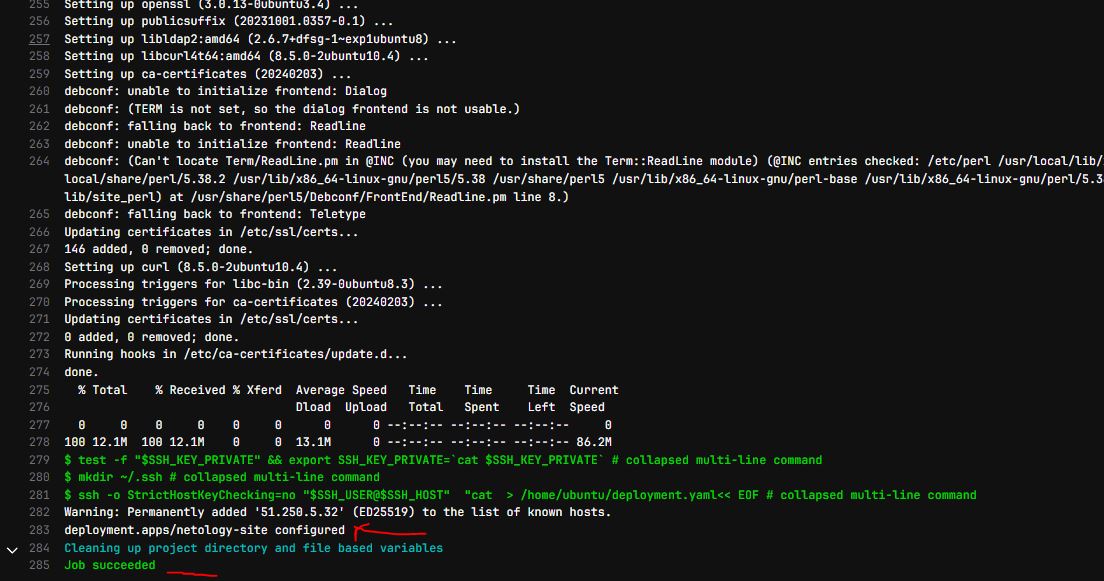 255 Setting up openssl (3.0.13-0ubuntu3.4) ...
256 Setting up publicsuffix (20231001.0357-0.1) ...
257 Setting up libldap2:amd64 (2.6.7+dfsg-1~exp1ubuntu8) ...
258 Setting up libcurl4t64:amd64 (8.5.0-2ubuntu10.4) ...
259 Setting up ca-certificates (20240203) ...
260 debconf: unable to initialize frontend: Dialog
261 debconf: (TERM is not set, so the dialog frontend is not usable.)
262 debconf: falling back to frontend: Readline
263 debconf: unable to initialize frontend: Readline
264 debconf: (Can't locate Term/ReadLine.pm in @INC (you may need to install the Term::ReadLine module) (@INC entries checked: /etc/perl /usr/local/lib/
local/share/perl/5.38.2 /usr/lib/x86_64-linux-gnu/perl5/5.38 /usr/share/perl5 /usr/lib/x86_64-linux-gnu/perl-base /usr/lib/x86_64-linux-gnu/perl/5.3
lib/site_perl) at /usr/share/perl5/Debconf/FrontEnd/Readline.pm line 8.)
265 debconf: falling back to frontend: Teletype
266 Updating certificates in /etc/ssl/certs...
267 146 added, 0 removed; done.
268 Setting up curl (8.5.0-2ubuntu10.4) ...
269 Processing triggers for libc-bin (2.39-0ubuntu8.3) ...
270 Processing triggers for ca-certificates (20240203) ...
271 Updating certificates in /etc/ssl/certs...
272 0 added, 0 removed; done.
273 Running hooks in /etc/ca-certificates/update.d...
274 done.
275 % Total % Received % Xferd Average Speed Time Time Time Current
276 Dload Upload Total Spent Left Speed
277 0 0 0 0 0 0 0 0 --:--:-- --:--:-- --:--:-- 0
278 100 12.1M 100 12.1M 0 0 13.1M 0 --:--:-- --:--:-- --:--:-- 86.2M
279 $ test -f "$SSH_KEY_PRIVATE" && export SSH_KEY_PRIVATE=`cat $SSH_KEY_PRIVATE` # collapsed multi-line command
280 $ mkdir ~/.ssh # collapsed multi-line command
281 $ ssh -o StrictHostKeyChecking=no "$SSH_USER@$SSH_HOST" "cat > /home/ubuntu/deployment.yaml<< EOF # collapsed multi-line command
282 Warning: Permanently added '51.250.5.32' (ED25519) to the list of known hosts.
283 deployment.apps/netology-site configured
284 Cleaning up project directory and file based variables
285 Job succeeded